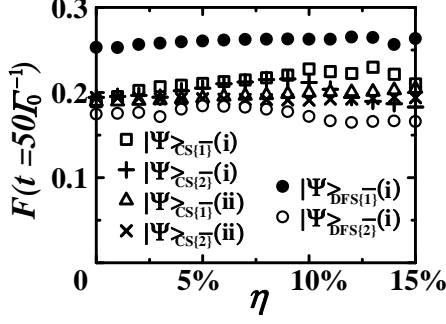 0.3
0.2
0.1
F(t = 50Γ₀⁻¹)
|Ψ>CS{1̅}(i)
|Ψ>CS{2̅}(i)
|Ψ>CS{1̅}(ii)
|Ψ>CS{2̅}(ii)
|Ψ>DFS{1̅}(i)
|Ψ>DFS{2̅}(i)
0 5% 10% 15%
η